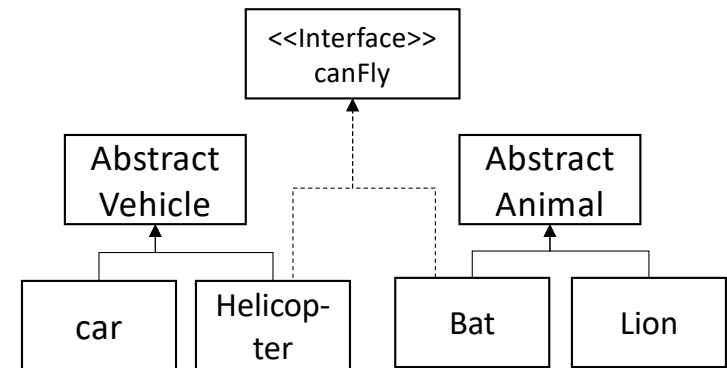 <<Interface>>
canFly
Abstract
Vehicle
Abstract
Animal
car
Helicop-
ter
Bat
Lion